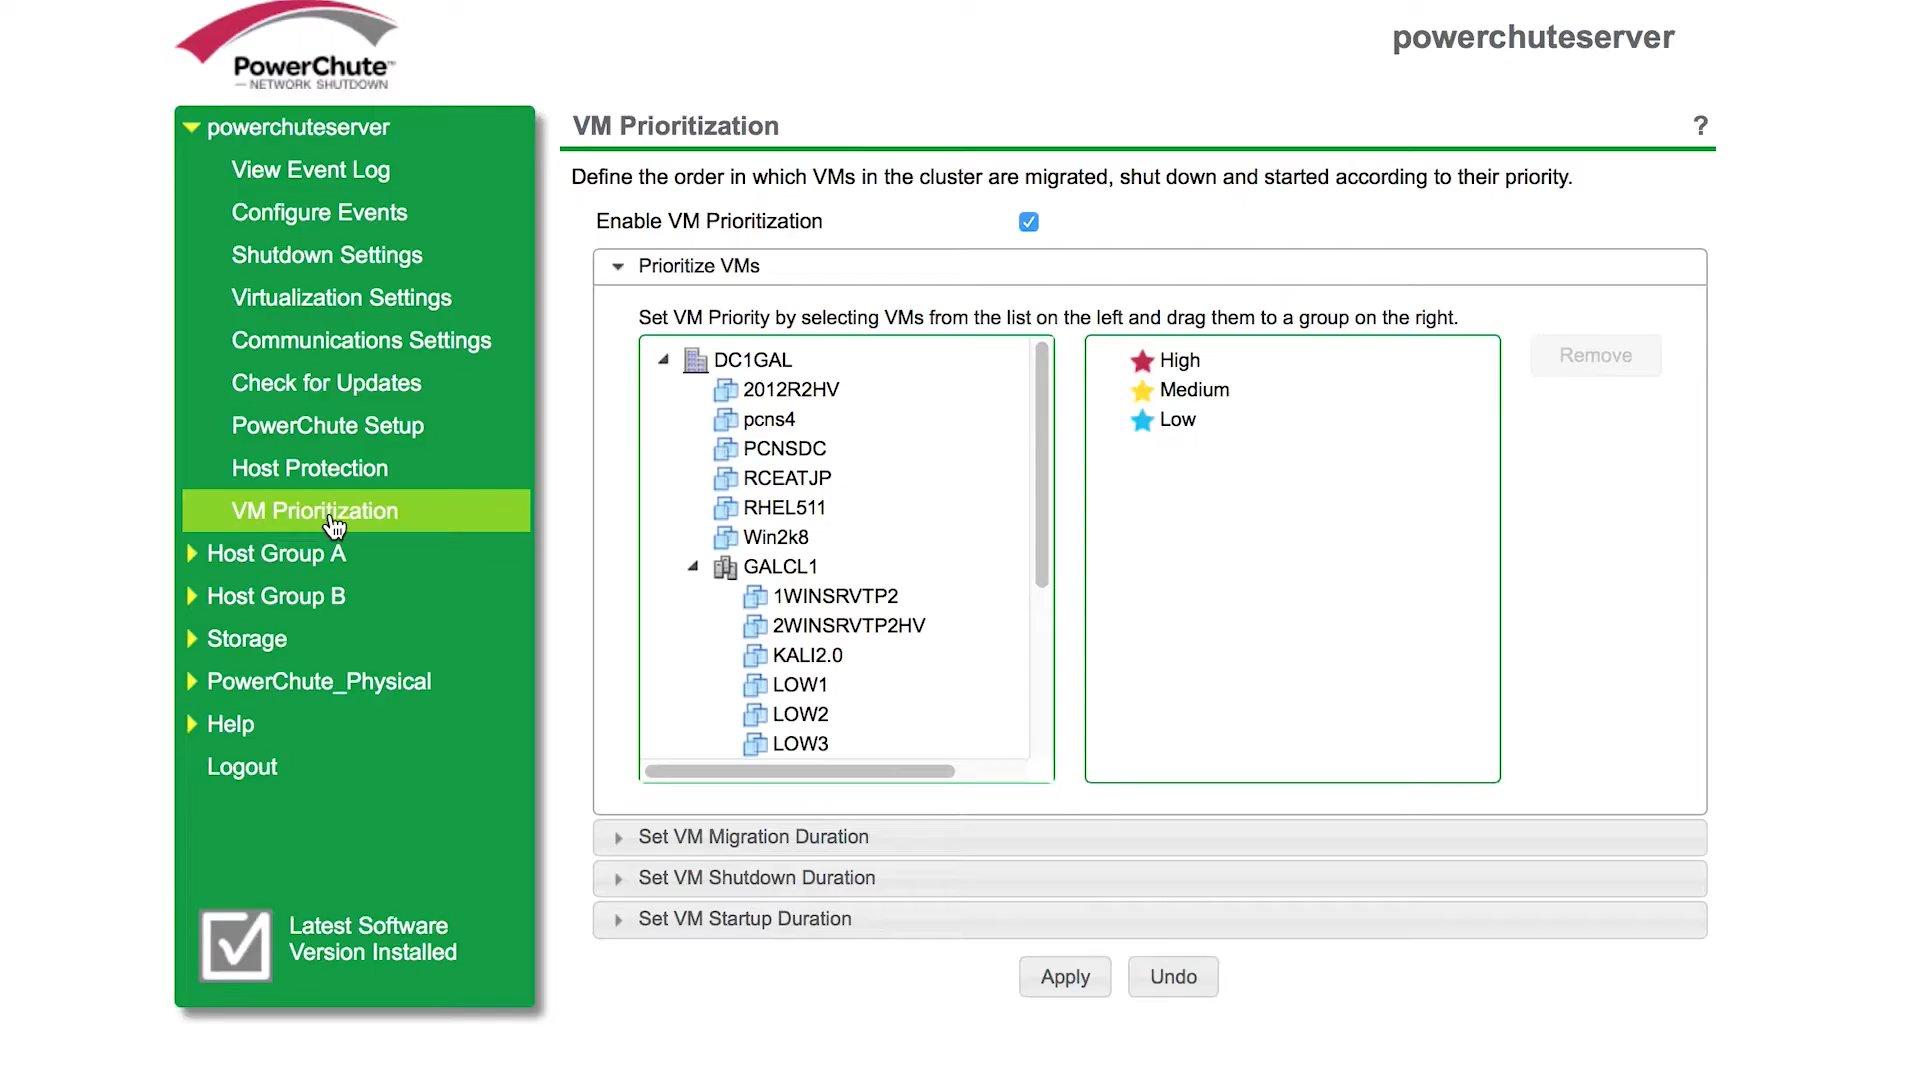 PowerChute™
NETWORK SHUTDOWN
powerchuteserver
powerchuteserver
View Event Log
Configure Events
Shutdown Settings
Virtualization Settings
Communications Settings
Check for Updates
PowerChute Setup
Host Protection
VM Prioritization
Host Group A
Host Group B
Storage
PowerChute_Physical
Help
Logout
Latest Software
Version Installed
VM Prioritization
?
Define the order in which VMs in the cluster are migrated, shut down and started according to their priority.
Enable VM Prioritization
Prioritize VMs
Set VM Priority by selecting VMs from the list on the left and drag them to a group on the right.
DC1GAL
2012R2HV
pcns4
PCNSDC
RCEATJP
RHEL511
Win2k8
GALCL1
1WINSRVTP2
2WINSRVTP2HV
KALI2.0
LOW1
LOW2
LOW3
High
Medium
Low
Remove
Set VM Migration Duration
Set VM Shutdown Duration
Set VM Startup Duration
Apply
Undo